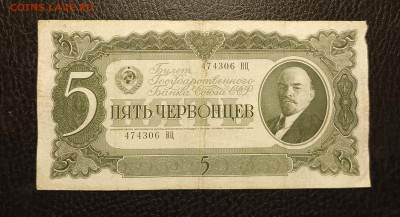 COINS.LAVE.RU
5
474306 ВЦ
Билет
Государственного
Банка Союза ССР
ПЯТЬ ЧЕРВОНЦЕВ
474306 ВЦ
5